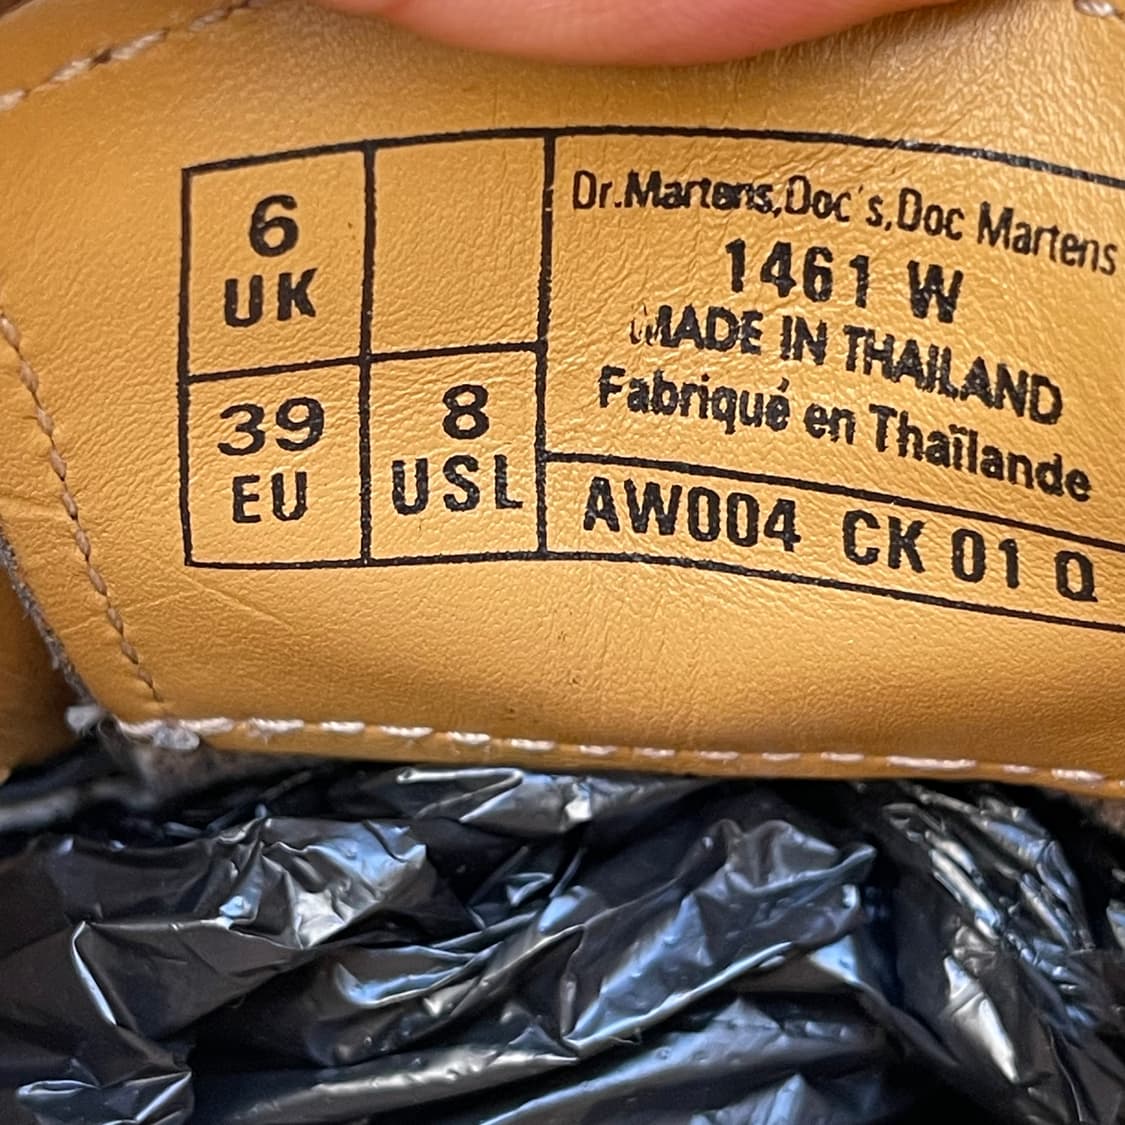 6
UK
39
EU
8
USL
Dr.Martens,Doc's,Doc Martens
1461 W
MADE IN THAILAND
Fabriqué en Thaïlande
AW004 CK 01 Q